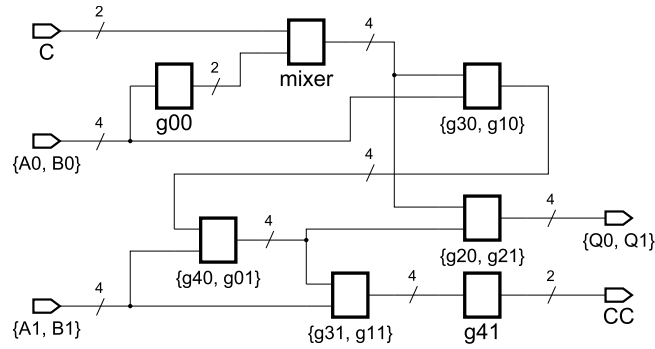 2
4
C
mixer
2
g00
4
{A0, B0}
{g30, g10}
4
4
4
{Q0, Q1}
{g40, g01}
{g20, g21}
4
4
2
{A1, B1}
{g31, g11}
g41
CC